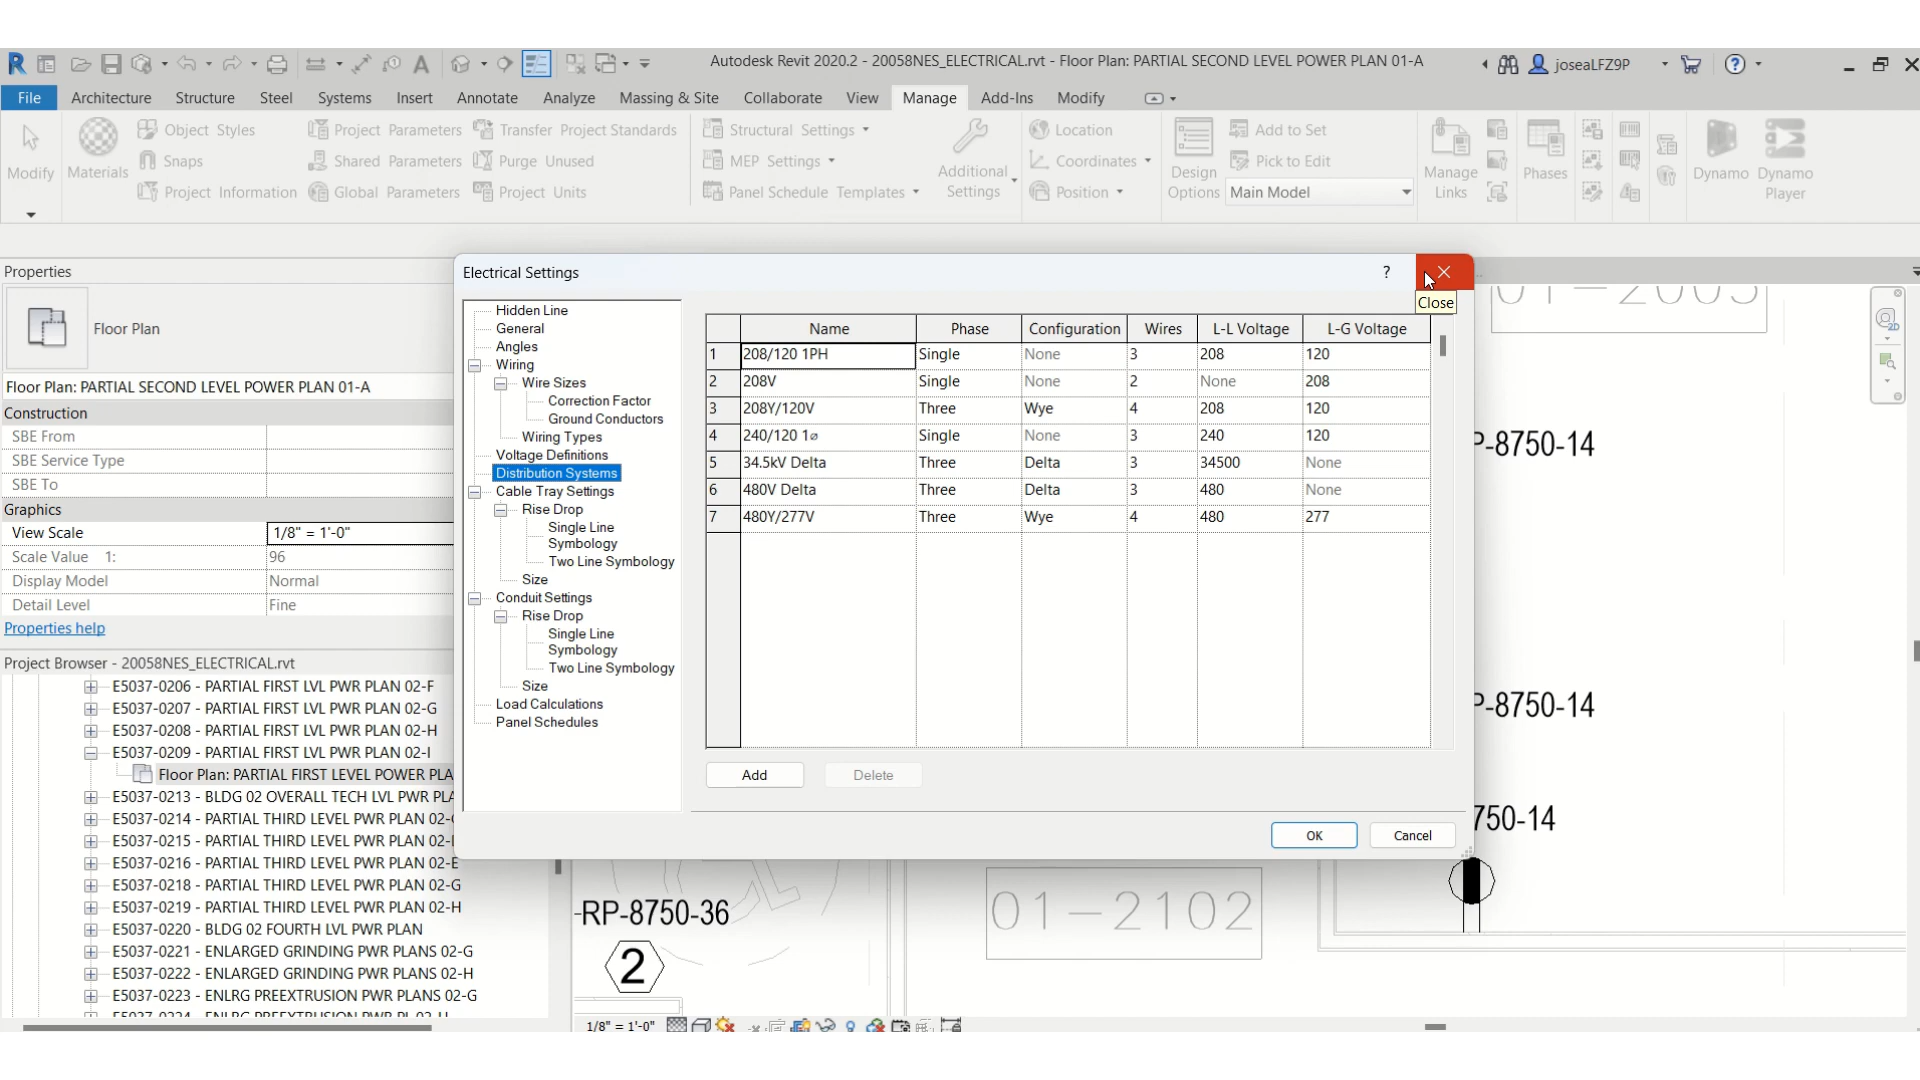 Autodesk Revit 2020.2 - 20058NES_ELECTRICAL.rvt - Floor Plan: PARTIAL SECOND LEVEL POWER PLAN 01-A
joseaLFZ9P
File Architecture Structure Steel Systems Insert Annotate Analyze Massing & Site Collaborate View Manage Add-Ins Modify
Modify
Materials
Object Styles
Snaps
Project Information
Project Parameters
Shared Parameters
Global Parameters
Transfer Project Standards
Purge Unused
Project Units
Structural Settings
MEP Settings
Panel Schedule Templates
Additional
Settings
Location
Coordinates
Position
Design
Options
Add to Set
Pick to Edit
Main Model
Manage
Links
Phases
Dynamo
Dynamo
Player
Properties
Floor Plan
Floor Plan: PARTIAL SECOND LEVEL POWER PLAN 01-A
Construction
SBE From
SBE Service Type
SBE To
Graphics
View Scale 1/8" = 1'-0"
Scale Value 1: 96
Display Model Normal
Detail Level Fine
Properties help
Project Browser - 20058NES_ELECTRICAL.rvt
E5037-0206 - PARTIAL FIRST LVL PWR PLAN 02-F
E5037-0207 - PARTIAL FIRST LVL PWR PLAN 02-G
E5037-0208 - PARTIAL FIRST LVL PWR PLAN 02-H
E5037-0209 - PARTIAL FIRST LVL PWR PLAN 02-I
Floor Plan: PARTIAL FIRST LEVEL POWER PLA
E5037-0213 - BLDG 02 OVERALL TECH LVL PWR PLA
E5037-0214 - PARTIAL THIRD LEVEL PWR PLAN 02-
E5037-0215 - PARTIAL THIRD LEVEL PWR PLAN 02-
E5037-0216 - PARTIAL THIRD LEVEL PWR PLAN 02-E
E5037-0218 - PARTIAL THIRD LEVEL PWR PLAN 02-G
E5037-0219 - PARTIAL THIRD LEVEL PWR PLAN 02-H
E5037-0220 - BLDG 02 FOURTH LVL PWR PLAN
E5037-0221 - ENLARGED GRINDING PWR PLANS 02-G
E5037-0222 - ENLARGED GRINDING PWR PLANS 02-H
E5037-0223 - ENLRG PREEXTRUSION PWR PLANS 02-G
Electrical Settings
?
Close
Hidden Line
General
Angles
Wiring
Wire Sizes
Correction Factor
Ground Conductors
Wiring Types
Voltage Definitions
Distribution Systems
Cable Tray Settings
Rise Drop
Single Line
Symbology
Two Line Symbology
Size
Conduit Settings
Rise Drop
Single Line
Symbology
Two Line Symbology
Size
Load Calculations
Panel Schedules
Name Phase Configuration Wires L-L Voltage L-G Voltage
1 208/120 1PH Single None 3 208 120
2 208V Single None 2 None 208
3 208Y/120V Three Wye 4 208 120
4 240/120 1⌀ Single None 3 240 120
5 34.5kV Delta Three Delta 3 34500 None
6 480V Delta Three Delta 3 480 None
7 480Y/277V Three Wye 4 480 277
Add Delete
OK Cancel
P-8750-14
P-8750-14
750-14
-RP-8750-36
2
01-2102
1/8" = 1'-0"
2D